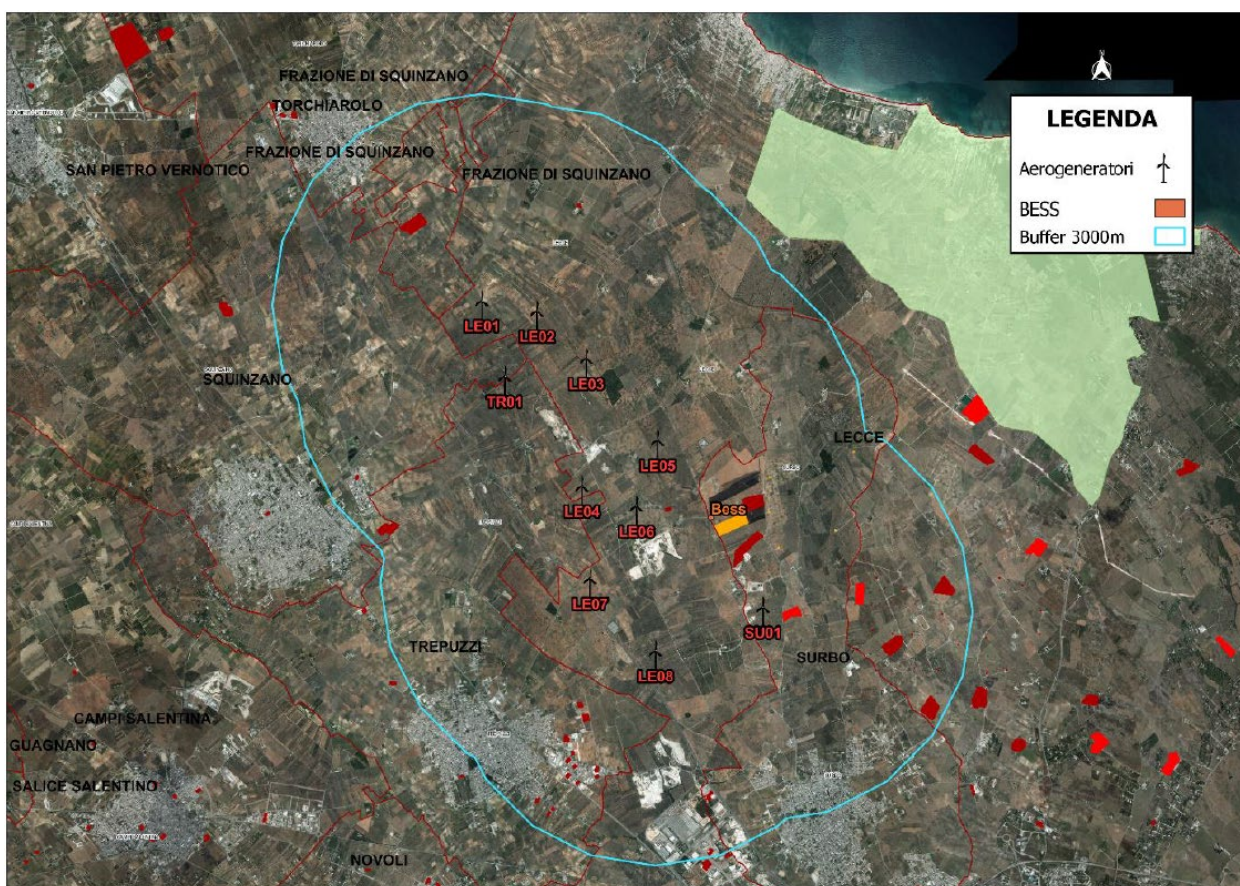 FRAZIONE DI SQUINZANO
TORCHIAROLO
FRAZIONE DI SQUINZANO
SAN PIETRO VERNOTICO
FRAZIONE DI SQUINZANO
N
LEGENDA
Aerogeneratori
BESS
Buffer 3000m
LE01
LE02
LE03
SQUINZANO
TR01
LECCE
LE05
LE04
LE06
Bess
LE07
SU01
TREPUZZI
SURBO
LE08
CAMPI SALENTINA
GUAGNANO
SALICE SALENTINO
NOVOLI